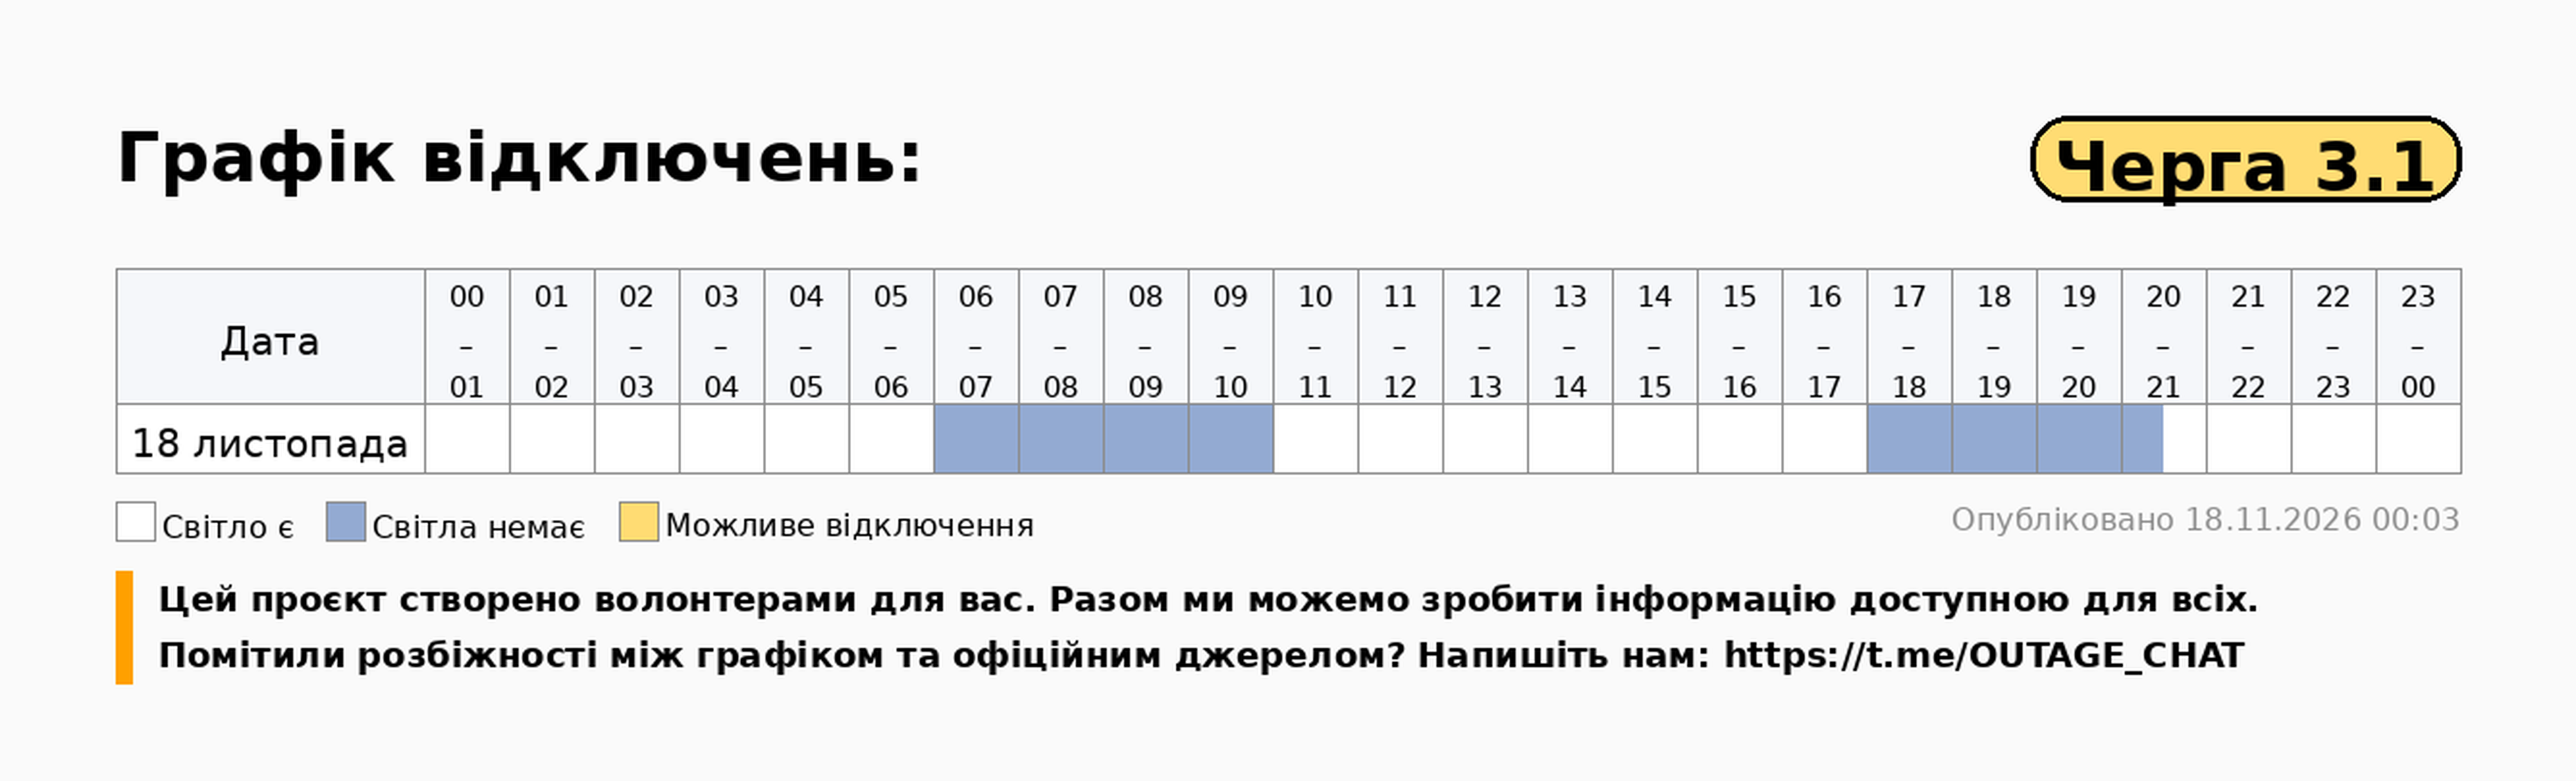 Графік відключень:
Черга 3.1
Дата
00 – 01
01 – 02
02 – 03
03 – 04
04 – 05
05 – 06
06 – 07
07 – 08
08 – 09
09 – 10
10 – 11
11 – 12
12 – 13
13 – 14
14 – 15
15 – 16
16 – 17
17 – 18
18 – 19
19 – 20
20 – 21
21 – 22
22 – 23
23 – 00
18 листопада
Світло є
Світла немає
Можливе відключення
Опубліковано 18.11.2026 00:03
Цей проєкт створено волонтерами для вас. Разом ми можемо зробити інформацію доступною для всіх.
Помітили розбіжності між графіком та офіційним джерелом? Напишіть нам: https://t.me/OUTAGE_CHAT